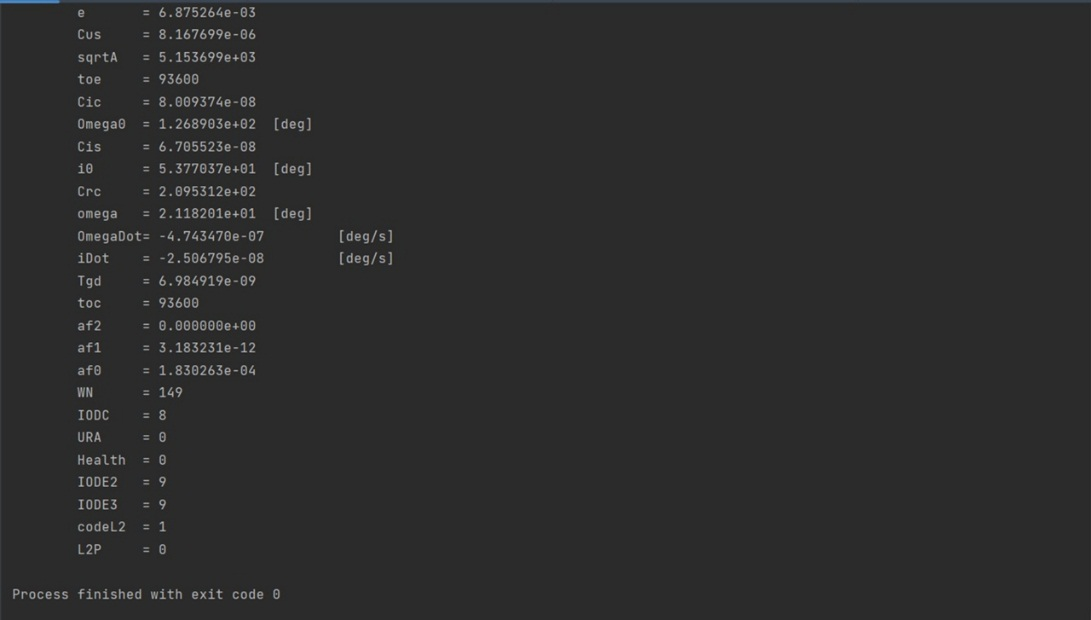 e       = 6.875264e-03
Cus     = 8.167699e-06
sqrtA   = 5.153699e+03
toe     = 93600
Cic     = 8.009374e-08
Omega0  = 1.268903e+02  [deg]
Cis     = 6.705523e-08
i0      = 5.377037e+01  [deg]
Crc     = 2.095312e+02
omega   = 2.118201e+01  [deg]
OmegaDot= -4.743470e-07         [deg/s]
iDot    = -2.506795e-08         [deg/s]
Tgd     = 6.984919e-09
toc     = 93600
af2     = 0.000000e+00
af1     = 3.183231e-12
af0     = 1.830263e-04
WN      = 149
IODC    = 8
URA     = 0
Health  = 0
IODE2   = 9
IODE3   = 9
codeL2  = 1
L2P     = 0
Process finished with exit code 0